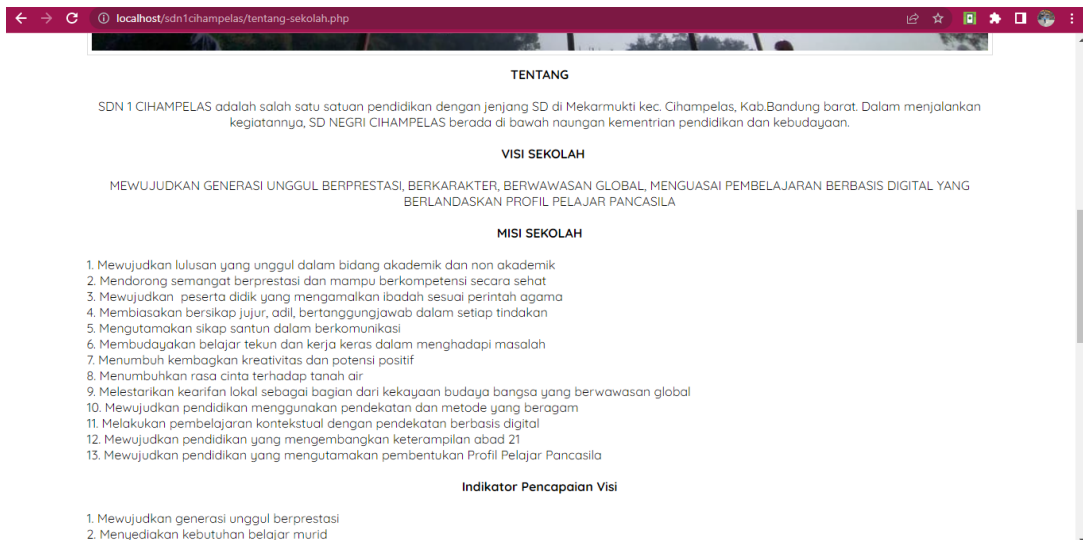 localhost/sdn1cihampelas/tentang-sekolah.php
TENTANG
SDN 1 CIHAMPELAS adalah salah satu satuan pendidikan dengan jenjang SD di Mekarmukti kec. Cihampelas, Kab.Bandung barat. Dalam menjalankan
kegiatannya, SD NEGRI CIHAMPELAS berada di bawah naungan kementrian pendidikan dan kebudayaan.
VISI SEKOLAH
MEWUJUDKAN GENERASI UNGGUL BERPRESTASI, BERKARAKTER, BERWAWASAN GLOBAL, MENGUASAI PEMBELAJARAN BERBASIS DIGITAL YANG
BERLANDASKAN PROFIL PELAJAR PANCASILA
MISI SEKOLAH
1. Mewujudkan lulusan yang unggul dalam bidang akademik dan non akademik
2. Mendorong semangat berprestasi dan mampu berkompetensi secara sehat
3. Mewujudkan  peserta didik yang mengamalkan ibadah sesuai perintah agama
4. Membiasakan bersikap jujur, adil, bertanggungjawab dalam setiap tindakan
5. Mengutamakan sikap santun dalam berkomunikasi
6. Membudayakan belajar tekun dan kerja keras dalam menghadapi masalah
7. Menumbuh kembagkan kreativitas dan potensi positif
8. Menumbuhkan rasa cinta terhadap tanah air
9. Melestarikan kearifan lokal sebagai bagian dari kekayaan budaya bangsa yang berwawasan global
10. Mewujudkan pendidikan menggunakan pendekatan dan metode yang beragam
11. Melakukan pembelajaran kontekstual dengan pendekatan berbasis digital
12. Mewujudkan pendidikan yang mengembangkan keterampilan abad 21
13. Mewujudkan pendidikan yang mengutamakan pembentukan Profil Pelajar Pancasila
Indikator Pencapaian Visi
1. Mewujudkan generasi unggul berprestasi
2. Menyediakan kebutuhan belajar murid